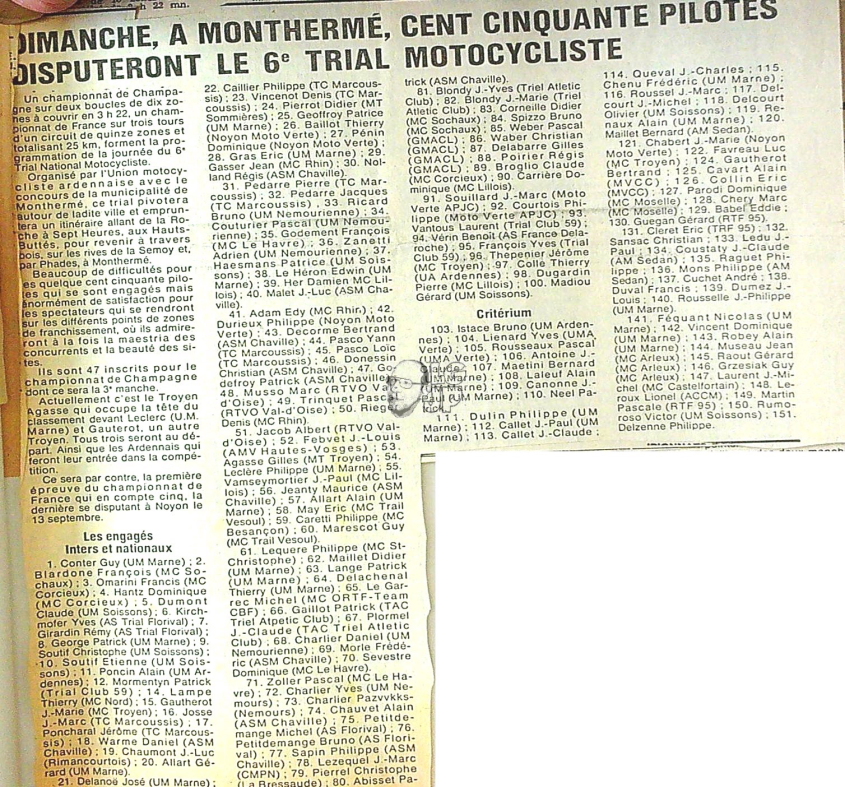 h 22 mn.
DIMANCHE, A MONTHERMÉ, CENT CINQUANTE PILOTES
DISPUTERONT LE 6e TRIAL MOTOCYCLISTE
Un championnat de Champa-
gne sur deux boucles de dix zo-
nes à couvrir en 3 h 22, un cham-
pionnat de France sur trois tours
d'un circuit de quinze zones et
totalisant 25 km, forment la pro-
grammation de la journée du 6e
Trial National Motocycliste.
Organisé par l'Union motocy-
cliste ardennaise avec le
concours de la municipalité de
Monthermé, ce trial pivotera
autour de ladite ville et emprun-
tera un itinéraire allant de la Ro-
che à Sept Heures, aux Hauts-
Buttés, pour revenir à travers
bois, sur les rives de la Semoy et,
par Phades, à Monthermé.
Beaucoup de difficultés pour
les quelque cent cinquante pilo-
tes qui se sont engagés mais
énormément de satisfaction pour
les spectateurs qui se rendront
sur les différents points de zones
de franchissement, où ils admire-
ront à la fois la maestria des
concurrents et la beauté des si-
tes.
Ils sont 47 inscrits pour le
championnat de Champagne
dont ce sera la 3e manche.
Actuellement c'est le Troyen
Agasse qui occupe la tête du
classement devant Leclerc (U.M.
Marne) et Gauterot, un autre
Troyen. Tous trois seront au dé-
part. Ainsi que les Ardennais qui
feront leur entrée dans la compé-
tition.
Ce sera par contre, la première
épreuve du championnat de
France qui en compte cinq, la
dernière se disputant à Noyon le
13 septembre.
Les engagés
Inters et nationaux
1. Conter Guy (UM Marne) ; 2.
Blardone François (MC So-
chaux) ; 3. Omarini Francis (MC
Corcieux) ; 4. Hantz Dominique
(MC Corcieux) ; 5. Dumont
Claude (UM Soissons) ; 6. Kirch-
mofer Yves (AS Trial Florival) ; 7.
Girardin Rémy (AS Trial Florival) ;
8. George Patrick (UM Marne) ; 9.
Soutif Christophe (UM Soissons) ;
10. Soutif Etienne (UM Sois-
sons) ; 11. Poncin Alain (UM Ar-
dennes) ; 12. Mormentyn Patrick
(Trial Club 59) ; 14. Lampe
Thierry (MC Nord) ; 15. Gautherot
J.-Marie (MC Troyen) ; 16. Josse
J.-Marc (TC Marcoussis) ; 17.
Poncharal Jérôme (TC Marcous-
sis) ; 18. Warme Daniel (ASM
Chaville) ; 19. Chaumont J.-Luc
(Rimancourtois) ; 20. Allart Gé-
rard (UM Marne).
21. Delanoë José (UM Marne) ;
22. Caillier Philippe (TC Marcous-
sis) ; 23. Vincenot Denis (TC Mar-
coussis) ; 24. Pierrot Didier (MT
Sommières) ; 25. Geoffroy Patrice
(UM Marne) ; 26. Baillot Thierry
(Noyon Moto Verte) ; 27. Pénin
Dominique (Noyon Moto Verte) ;
28. Gras Eric (UM Marne) ; 29.
Gasser Jean (MC Rhin) ; 30. Nol-
land Régis (ASM Chaville).
31. Pedarre Pierre (TC Mar-
coussis) ; 32. Pedarre Jacques
(TC Marcoussis) , 33. Ricard
Bruno (UM Nemourienne) ; 34.
Couturier Pascal (UM Nemou-
rienne) ; 35. Godement François
(MC Le Havre) ; 36. Zanetti
Adrien (UM Nemourienne) ; 37.
Haesmans Patrice (UM Sois-
sons) ; 38. Le Héron Edwin (UM
Marne) ; 39. Her Damien MC Lil-
lois) ; 40. Malet J.-Luc (ASM Cha-
ville).
41. Adam Edy (MC Rhin) ; 42.
Durieux Philippe (Noyon Moto
Verte) ; 43. Decorme Bertrand
(ASM Chaville) ; 44. Pasco Yann
(TC Marcoussis) ; 45. Pasco Loïc
(TC Marcoussis) ; 46. Donessin
Christian (ASM Chaville) ; 47. Go-
defroy Patrick (ASM Chaville) ;
48. Musso Marc (RTVO Val
d'Oise) ; 49. Trinquet Pasc
(RTVO Val-d'Oise) ; 50. Rieg
Denis (MC Rhin).
51. Jacob Albert (RTVO Val-
d'Oise) ; 52. Febvet J.-Louis
(AMV Hautes-Vosges) ; 53.
Agasse Gilles (MT Troyen) ; 54.
Leclère Philippe (UM Marne) ; 55.
Vamseymortier J.-Paul (MC Lil-
lois) ; 56. Jeanty Maurice (ASM
Chaville) ; 57. Allart Alain (UM
Marne) ; 58. May Eric (MC Trail
Vesoul) ; 59. Caretti Philippe (MC
Besançon) ; 60. Marescot Guy
(MC Trail Vesoul).
61. Lequere Philippe (MC St-
Christophe) ; 62. Maillet Didier
(UM Marne) ; 63. Lange Patrick
(UM Marne) ; 64. Delachenal
Thierry (UM Marne) ; 65. Le Gar-
rec Michel (MC ORTF-Team
CBF) ; 66. Gaillot Patrick (TAC
Triel Atpetic Club) ; 67. Plormel
J.-Claude (TAC Triel Atletic
Club) ; 68. Charlier Daniel (UM
Nemourienne) ; 69. Morle Frédé-
ric (ASM Chaville) ; 70. Sevestre
Dominique (MC Le Havre).
71. Zoller Pascal (MC Le Ha-
vre) ; 72. Charlier Yves (UM Ne-
mours) ; 73. Charlier Pazvvkks-
(Nemours) ; 74. Chauvet Alain
(ASM Chaville) ; 75. Petitde-
mange Michel (AS Florival) ; 76.
Petitdemange Bruno (AS Flori-
val) ; 77. Sapin Philippe (ASM
Chaville) ; 78. Lezequel J.-Marc
(CMPN) ; 79. Pierrel Christophe
(La Bressaude) ; 80. Abisset Pa-
trick (ASM Chaville).
81. Blondy J.-Yves (Triel Atletic
Club) ; 82. Blondy J.-Marie (Triel
Atletic Club) ; 83. Corneille Didier
(MC Sochaux) ; 84. Spizzo Bruno
(MC Sochaux) ; 85. Weber Pascal
(GMACL) ; 86. Waber Christian
(GMACL) ; 87. Delabarre Gilles
(GMACL) ; 88. Poirier Régis
(GMACL) ; 89. Broglio Claude
(MC Corcieux) ; 90. Carrière Do-
minique (MC Lillois).
91. Souillard J.-Marc (Moto
Verte APJC) ; 92. Courtois Phi-
lippe (Moto Verte APJC) ; 93.
Vantous Laurent (Trial Club 59) ;
94. Vérin Benoît (AS France Dela-
roche) ; 95. François Yves (Trial
Club 59) ; 96. Thepenier Jérôme
(MC Troyen) ; 97. Colle Thierry
(UA Ardennes) ; 98. Dugardin
Pierre (MC Lillois) ; 100. Madiou
Gérard (UM Soissons).
Critérium
103. Istace Bruno (UM Arden-
nes) ; 104. Lienard Yves (UMA
Verte) ; 105. Rousseaux Pascal
(UMA Verte) ; 106. Antoine J.-
107. Maetini Bernard
Marne) ; 108. Laleuf Alain
Marne) ; 109. Rebonne J.-
Pau (UM Marne) ; 110. Neel Pa-
111. Dulin Philippe (UM
Marne) ; 112. Callet J.-Paul (UM
Marne) ; 113. Callet J.-Claude ;
114. Queval J.-Charles ; 115.
Chenu Frédéric (UM Marne) ;
116. Roussel J.-Marc ; 117. Del-
court J.-Michel ; 118. Delcourt
Olivier (UM Soissons) ; 119. Re-
naux Alain (UM Marne) ; 120.
Maillet Bernard (AM Sedan).
121. Chabert J.-Marie (Noyon
Moto Verte) ; 122. Favreau Luc
(MC Troyen) ; 124. Gautherot
Bertrand ; 125. Cavart Alain
(MVCC) ; 126. Collin Eric
(MVCC) ; 127. Parodi Dominique
(MC Moselle) ; 128. Chery Marc
(MC Moselle) ; 129. Babel Eddie ;
130. Guegan Gérard (RTF 95).
131. Cleret Eric (TRF 95) ; 132.
Sansac Christian ; 133. Ledu J.-
Paul ; 134. Coustaty J.-Claude
(AM Sedan) ; 135. Raguet Phi-
lippe ; 136. Mons Philippe (AM
Sedan) ; 137. Cuchet André ; 138.
Duval Francis ; 139. Dumez J.-
Louis ; 140. Rousselle J.-Philippe
(UM Marne).
141. Féquant Nicolas (UM
Marne) ; 142. Vincent Dominique
(UM Marne) ; 143. Robey Alain
(UM Marne) ; 144. Museau Jean
(MC Arleux) ; 145. Raout Gérard
(MC Arleux) ; 146. Grzesiak Guy
(MC Arleux) ; 147. Laurent J.-Mi-
chel (MC Castelfortain) ; 148. Le-
roux Lionel (ACCM) ; 149. Martin
Pascale (RTF 95) ; 150. Rumo-
roso Victor (UM Soissons) ; 151.
Delzenne Philippe.